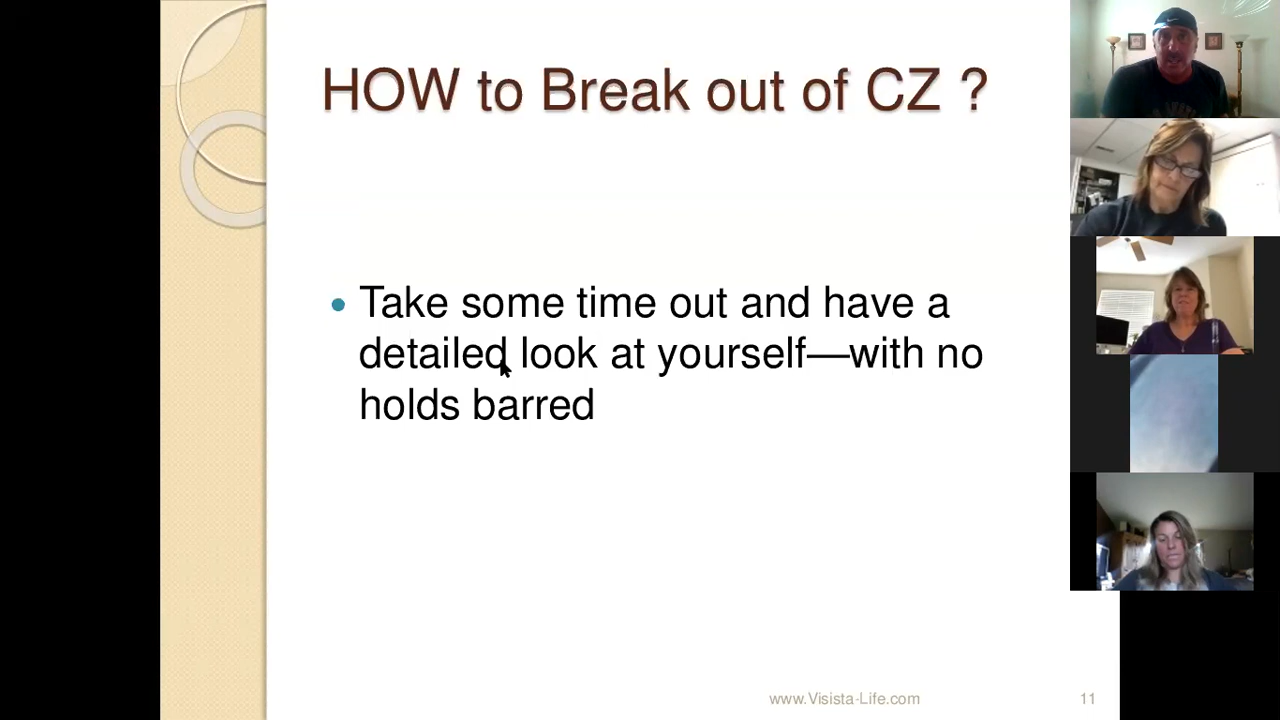 HOW to Break out of CZ ?
• Take some time out and have a
detailed look at yourself—with no
holds barred
www.Visista-Life.com
11